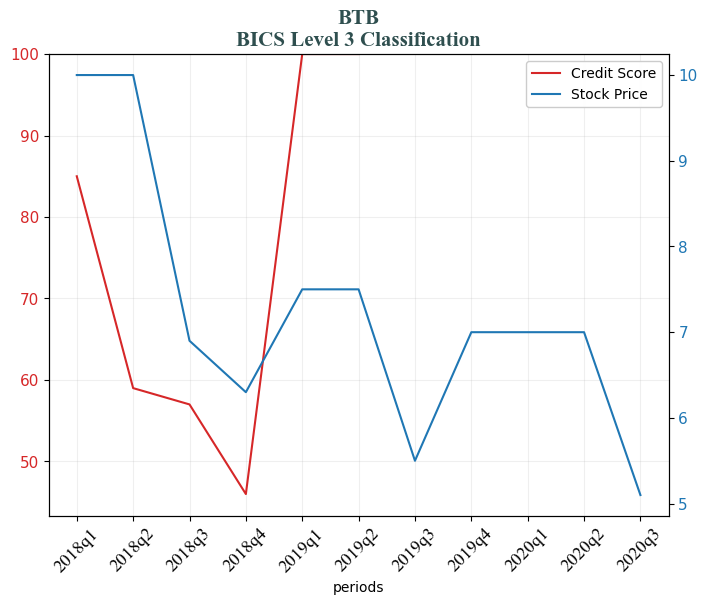 BTB
BICS Level 3 Classification
100
90
80
70
60
50
Credit Score
Stock Price
10
9
8
7
6
5
2018q1
2018q2
2018q3
2018q4
2019q1
2019q2
2019q3
2019q4
2020q1
2020q2
2020q3
periods